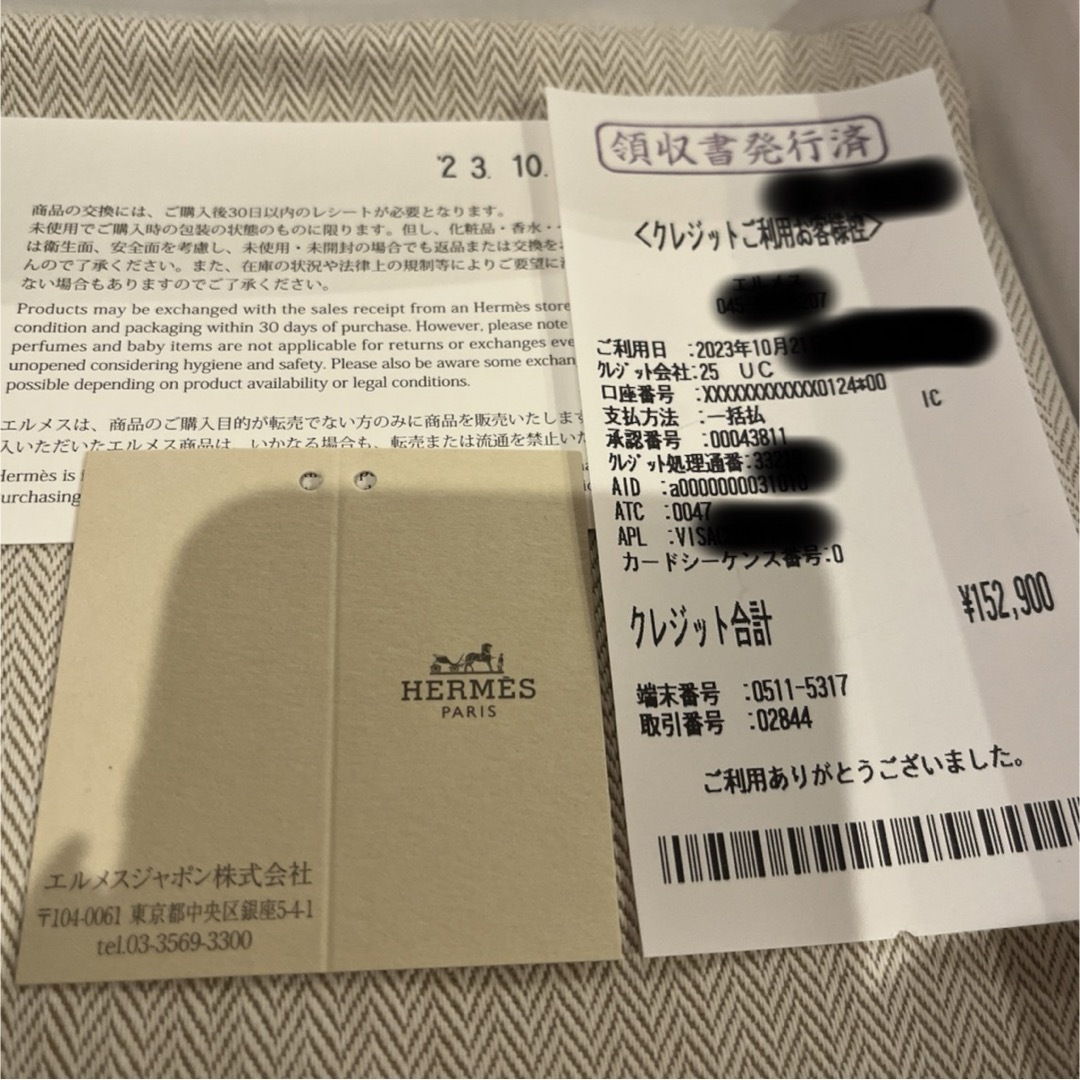 '23. 10.
商品の交換には、ご購入後30日以内のレシートが必要となります。
未使用でご購入時の包装の状態のものに限ります。但し、化粧品・香水・
は衛生面、安全面を考慮し、未使用・未開封の場合でも返品または交換を
んので了承ください。また、在庫の状況や法律上の規制等によりご要望に
ない場合もありますのでご了承ください。
Products may be exchanged with the sales receipt from an Hermès store
condition and packaging within 30 days of purchase. However, please note
perfumes and baby items are not applicable for returns or exchanges
unopened considering hygiene and safety. Please also be aware some
possible depending on product availability or legal conditions.
エルメスは、商品のご購入目的が転売でない方のみに商品を販売いたします
入いただいたエルメス商品は、いかなる場合も、転売または流通を禁止いた
Hermès is
urchasing
HERMÈS
PARIS
エルメスジャポン株式会社
〒104-0061 東京都中央区銀座5-4-1
tel.03-3569-3300
領収書発行済
<クレジットご利用お客様控>
エルメス
045 207
ご利用日 :2023年10月21
クレジット会社:25 UC
口座番号 :XXXXXXXXXXXX0124*00
IC
支払方法 :一括払
承認番号 :00043811
クレジット処理通番:332
AID :a0000000031010
ATC :0047
APL :VISA
カードシーケンス番号:0
クレジット合計 ¥152,900
端末番号 :0511-5317
取引番号 :02844
ご利用ありがとうございました。